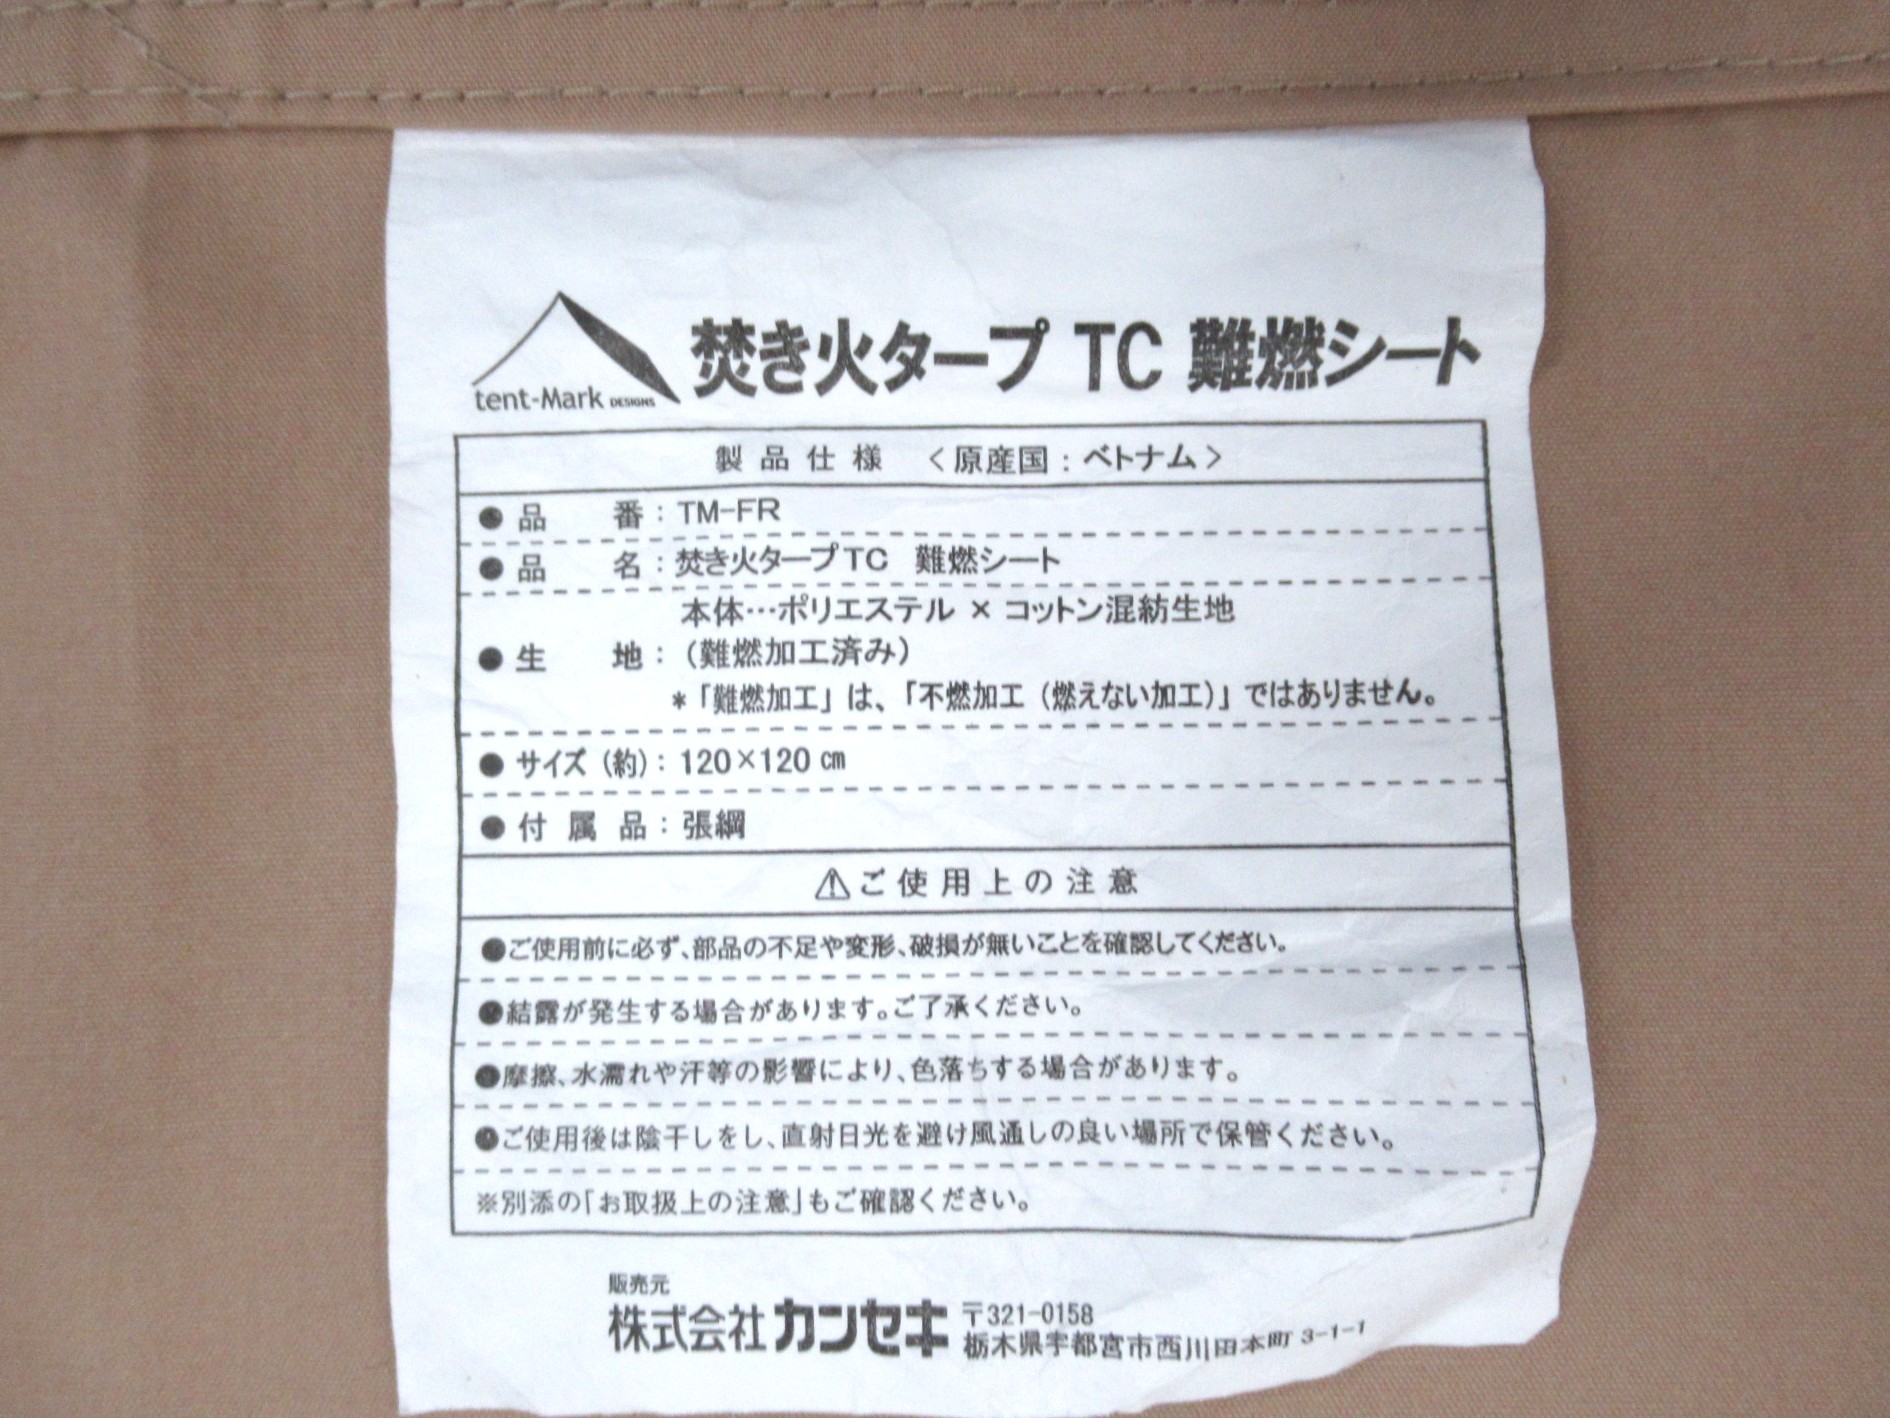 tent-Mark DESIGNS
焚き火タープ TC 難燃シート
製品仕様 〈原産国：ベトナム〉
●品番：TM-FR
●品名：焚き火タープTC 難燃シート
本体…ポリエステル × コットン混紡生地
●生地：（難燃加工済み）
*「難燃加工」は、「不燃加工（燃えない加工）」ではありません。
●サイズ（約）：120×120㎝
●付属品：張綱
⚠ご使用上の注意
●ご使用前に必ず、部品の不足や変形、破損が無いことを確認してください。
●結露が発生する場合があります。ご了承ください。
●摩擦、水濡れや汗等の影響により、色落ちする場合があります。
●ご使用後は陰干しをし、直射日光を避け風通しの良い場所で保管ください。
※別添の「お取扱上の注意」もご確認ください。
販売元
株式会社カンセキ 〒321-0158
栃木県宇都宮市西川田本町 3-1-1